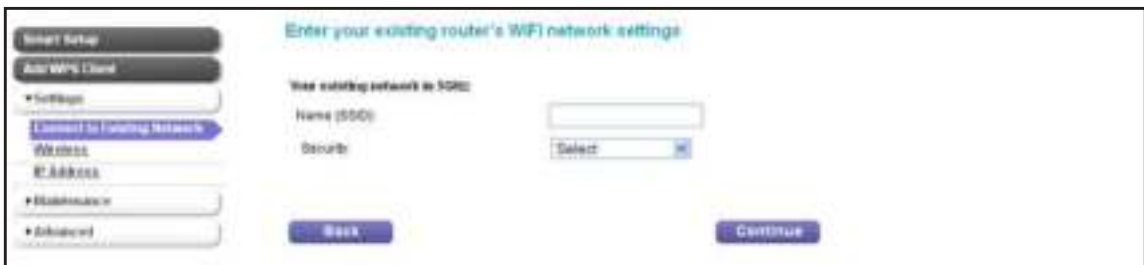 Smart Setup
Add WPS Client
Settings
Connect to Existing Network
Wireless
IP Address
Maintenance
Advanced
Enter your existing router's WiFi network settings
Your existing network in 5GHz:
Name (SSID)
Security
Select
Back
Continue